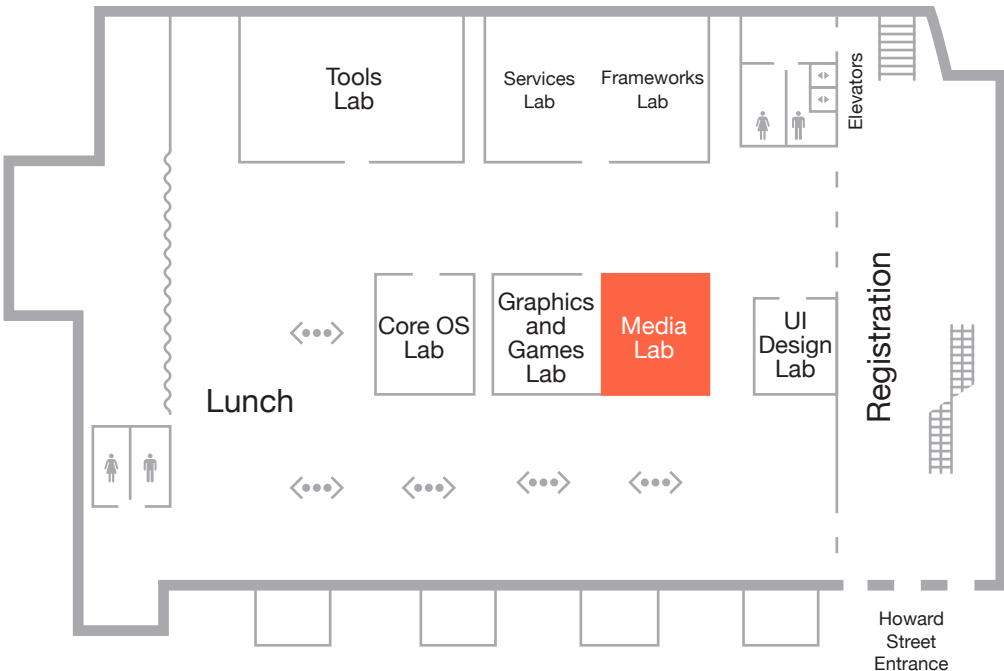 Tools
Lab
Services
Lab
Frameworks
Lab
Elevators
Core OS
Lab
Graphics
and
Games
Lab
Media
Lab
UI
Design
Lab
Registration
Lunch
Howard
Street
Entrance